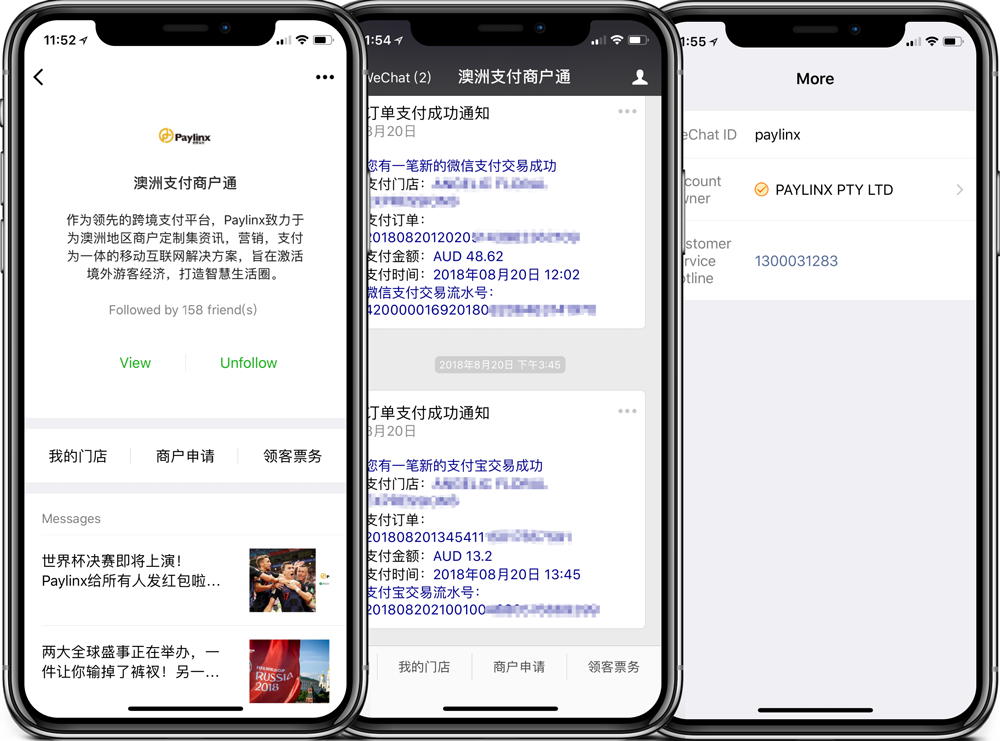 11:52
Paylinx
澳洲支付商户通
作为领先的跨境支付平台，Paylinx致力于
为澳洲地区商户定制集资讯，营销，支付
为一体的移动互联网解决方案，旨在激活
境外游客经济，打造智慧生活圈。
Followed by 158 friend(s)
View
Unfollow
我的门店
商户申请
领客票务
Messages
世界杯决赛即将上演！
Paylinx给所有人发红包啦...
两大全球盛事正在举办，一
件让你输掉了裤衩！另一...
RUSSIA
2018
1:54
WeChat (2)
澳洲支付商户通
订单支付成功通知
8月20日
您有一笔新的微信支付交易成功
支付门店：
支付订单：
2018081201202
支付金额：AUD 48.62
支付时间：2018年08月20日 12:02
微信支付交易流水号：
420000016920180
2018年8月20日 下午3:45
订单支付成功通知
8月20日
您有一笔新的支付宝交易成功
支付门店：
支付订单：
201808201345411
支付金额：AUD 13.2
支付时间：2018年08月20日 13:45
支付宝交易流水号：
2018082021001004
我的门店
商户申请
领客票务
1:55
More
eChat ID
paylinx
count
ner
PAYLINX PTY LTD
stomer
rvice
tline
1300031283